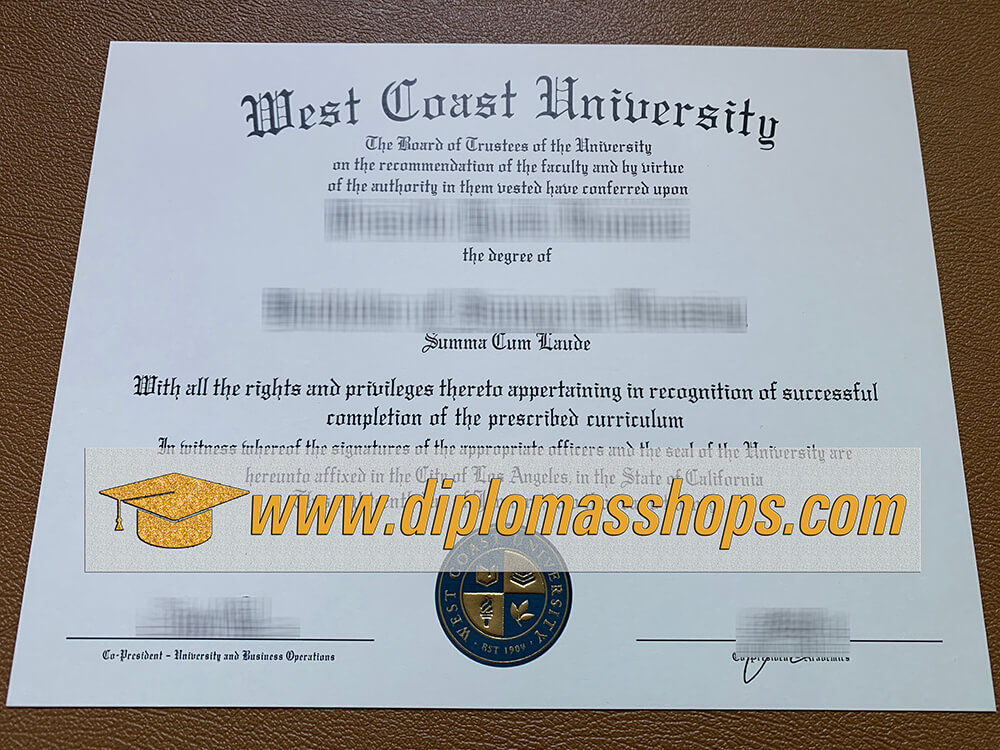 West Coast University
The Board of Trustees of the University
on the recommendation of the faculty and by virtue
of the authority in them vested have conferred upon
the degree of
Summa Cum Laude
With all the rights and privileges thereto appertaining in recognition of successful
completion of the prescribed curriculum
In witness whereof the signatures of the appropriate officers and the seal of the University are
hereunto affixed in the City of Los Angeles, in the State of California
www.diplomasshops.com
WEST COAST UNIVERSITY
EST 1909
Co-President - University and Business Operations
Academics